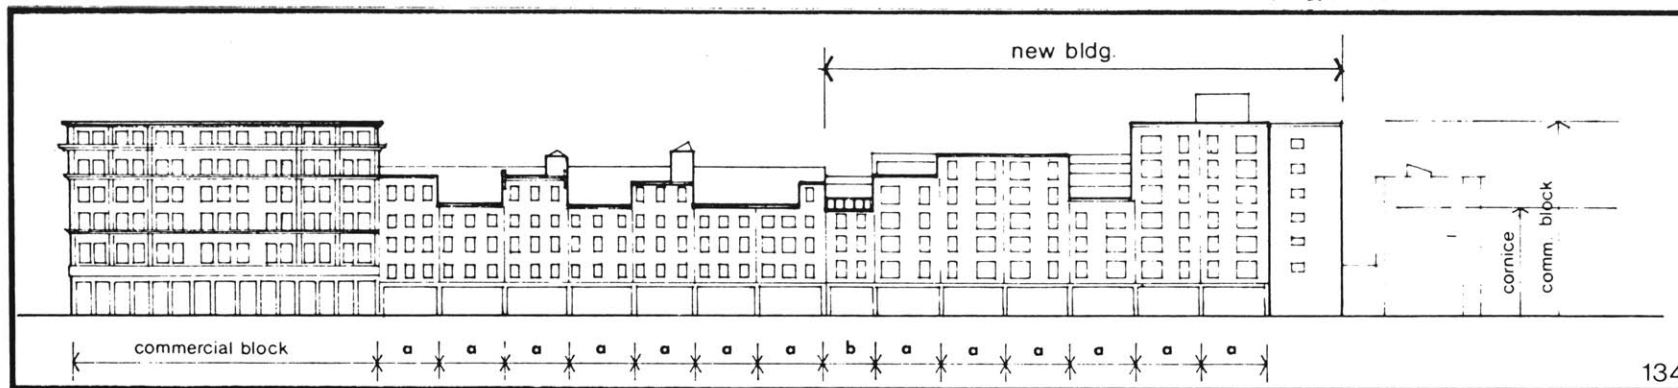 new bldg.
cornice
comm. block
commercial block a a a a a a a b a a a a a a
134